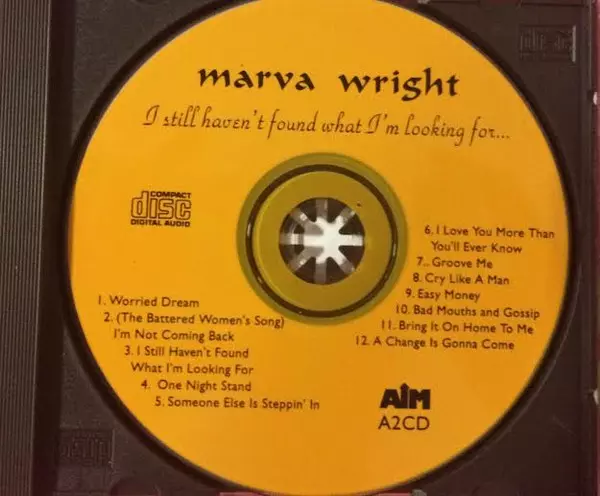 marva wright
I still haven't found what I'm looking for...
COMPACT
disc
DIGITAL AUDIO
1. Worried Dream
2. (The Battered Women's Song)
I'm Not Coming Back
3. I Still Haven't Found
What I'm Looking For
4. One Night Stand
5. Someone Else Is Steppin' In
6. I Love You More Than
You'll Ever Know
7.. Groove Me
8. Cry Like A Man
9. Easy Money
10. Bad Mouths and Gossip
11. Bring It On Home To Me
12. A Change Is Gonna Come
AIM
A2CD